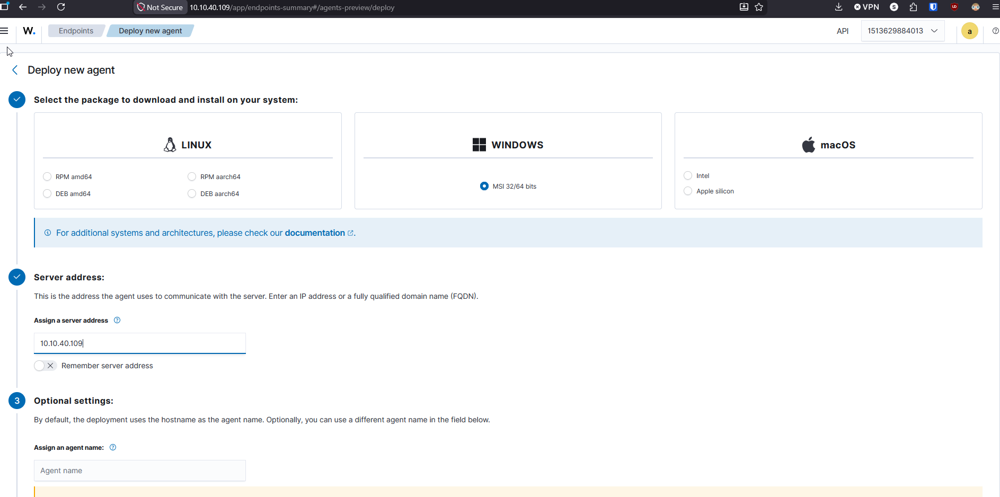 Not Secure 10.10.40.109/app/endpoints-summary#/agents-preview/deploy VPN S UD
W. Endpoints Deploy new agent API 1513629884013 a
Deploy new agent
Select the package to download and install on your system:
LINUX
RPM amd64 RPM aarch64
DEB amd64 DEB aarch64
WINDOWS
MSI 32/64 bits
macOS
Intel
Apple silicon
For additional systems and architectures, please check our documentation.
Server address:
This is the address the agent uses to communicate with the server. Enter an IP address or a fully qualified domain name (FQDN).
Assign a server address
10.10.40.109
Remember server address
3 Optional settings:
By default, the deployment uses the hostname as the agent name. Optionally, you can use a different agent name in the field below.
Assign an agent name:
Agent name